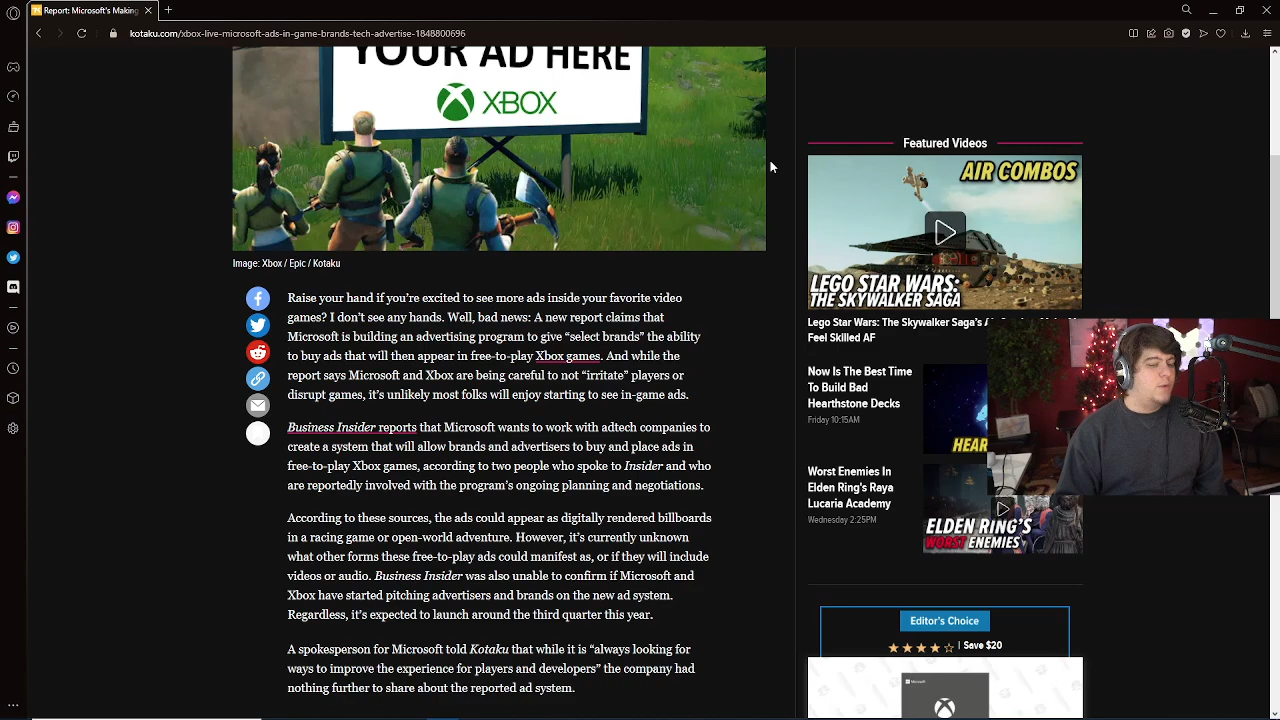 Report: Microsoft's Making
kotaku.com/xbox-live-microsoft-ads-in-game-brands-tech-advertise-1848800696
YOUR AD HERE
XBOX
Image: Xbox / Epic / Kotaku
Raise your hand if you're excited to see more ads inside your favorite video
games? I don't see any hands. Well, bad news: A new report claims that
Microsoft is building an advertising program to give “select brands” the ability
to buy ads that will then appear in free-to-play Xbox games. And while the
report says Microsoft and Xbox are being careful to not “irritate” players or
disrupt games, it's unlikely most folks will enjoy starting to see in-game ads.
Business Insider reports that Microsoft wants to work with adtech companies to
create a system that will allow brands and advertisers to buy and place ads in
free-to-play Xbox games, according to two people who spoke to Insider and who
are reportedly involved with the program's ongoing planning and negotiations.
According to these sources, the ads could appear as digitally rendered billboards
in a racing game or open-world adventure. However, it's currently unknown
what other forms these free-to-play ads could manifest as, or if they will include
videos or audio. Business Insider was also unable to confirm if Microsoft and
Xbox have started pitching advertisers and brands on the new ad system.
Regardless, it's expected to launch around the third quarter this year.
A spokesperson for Microsoft told Kotaku that while it is “always looking for
ways to improve the experience for players and developers” the company had
nothing further to share about the reported ad system.
Featured Videos
AIR COMBOS
LEGO STAR WARS:
THE SKYWALKER SAGA
Lego Star Wars: The Skywalker Saga's
Feel Skilled AF
Now Is The Best Time
To Build Bad
Hearthstone Decks
Friday 10:15AM
HEAR
Worst Enemies In
Elden Ring's Raya
Lucaria Academy
Wednesday 2:25PM
ELDEN RING'S
WORST ENEMIES
Editor's Choice
| Save $20
Microsoft